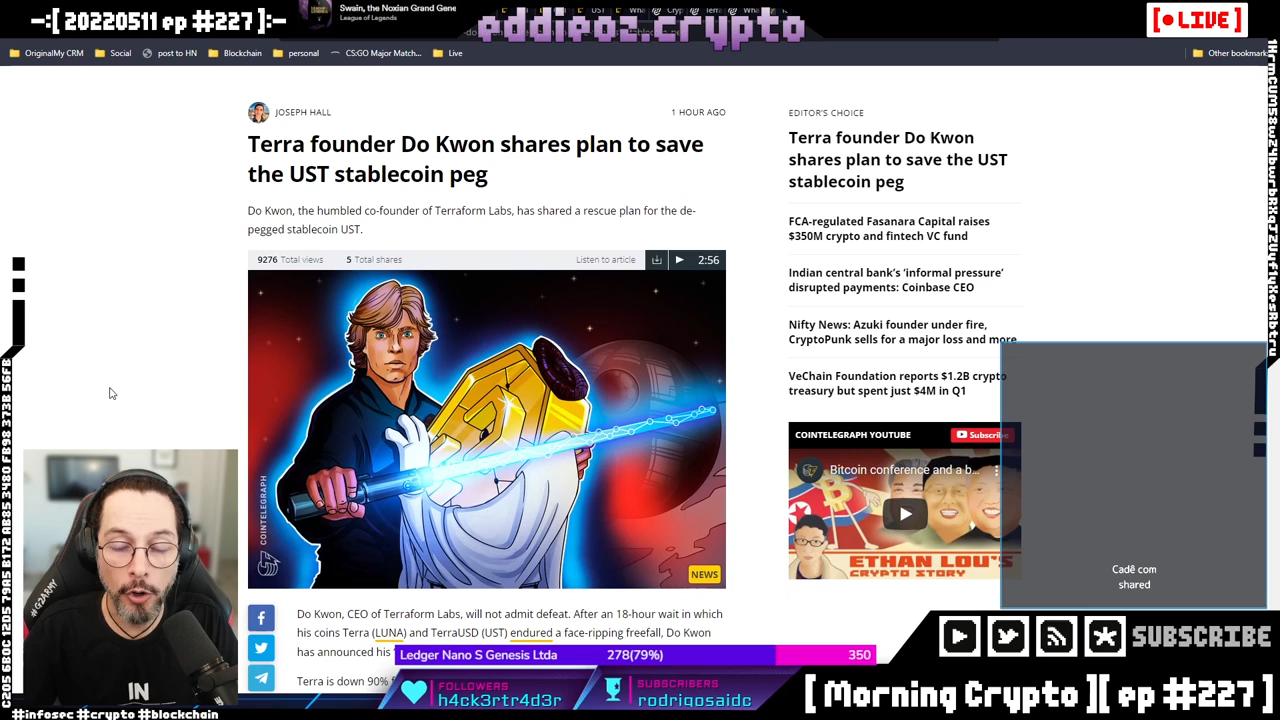 -:[ 20220511 ep #227 ]:-
Swain, the Noxian Grand Gene
League of Legends
eddieoz.crypto
[ • LIVE ]
OriginalMy CRM
Social
post to HN
Blockchain
personal
CS:GO Major Match...
Live
Other bookmark
JOSEPH HALL
1 HOUR AGO
Terra founder Do Kwon shares plan to save
the UST stablecoin peg
Do Kwon, the humbled co-founder of Terraform Labs, has shared a rescue plan for the de-
pegged stablecoin UST.
9276 Total views
5 Total shares
Listen to article
2:56
COINTELEGRAPH
NEWS
Do Kwon, CEO of Terraform Labs, will not admit defeat. After an 18-hour wait in which
his coins Terra (LUNA) and TerraUSD (UST) endured a face-ripping freefall, Do Kwon
has announced his
Terra is down 90%
EDITOR'S CHOICE
Terra founder Do Kwon
shares plan to save the UST
stablecoin peg
FCA-regulated Fasanara Capital raises
$350M crypto and fintech VC fund
Indian central bank's 'informal pressure'
disrupted payments: Coinbase CEO
Nifty News: Azuki founder under fire,
CryptoPunk sells for a major loss and more
VeChain Foundation reports $1.2B crypto
treasury but spent just $4M in Q1
COINTELEGRAPH YOUTUBE
Subscribe
Bitcoin conference and a b...
ETHAN LOU'S
CRYPTO STORY
Cadê com
shared
#G2ARMY
IN
Ledger Nano S Genesis Ltda
278(79%)
350
FOLLOWERS
h4ck3rtr4d3r
SUBSCRIBERS
rodrigosaidc
SUBSCRIBE
[ Morning Crypto ][ ep #227 ]
#infosec #crypto #blockchain